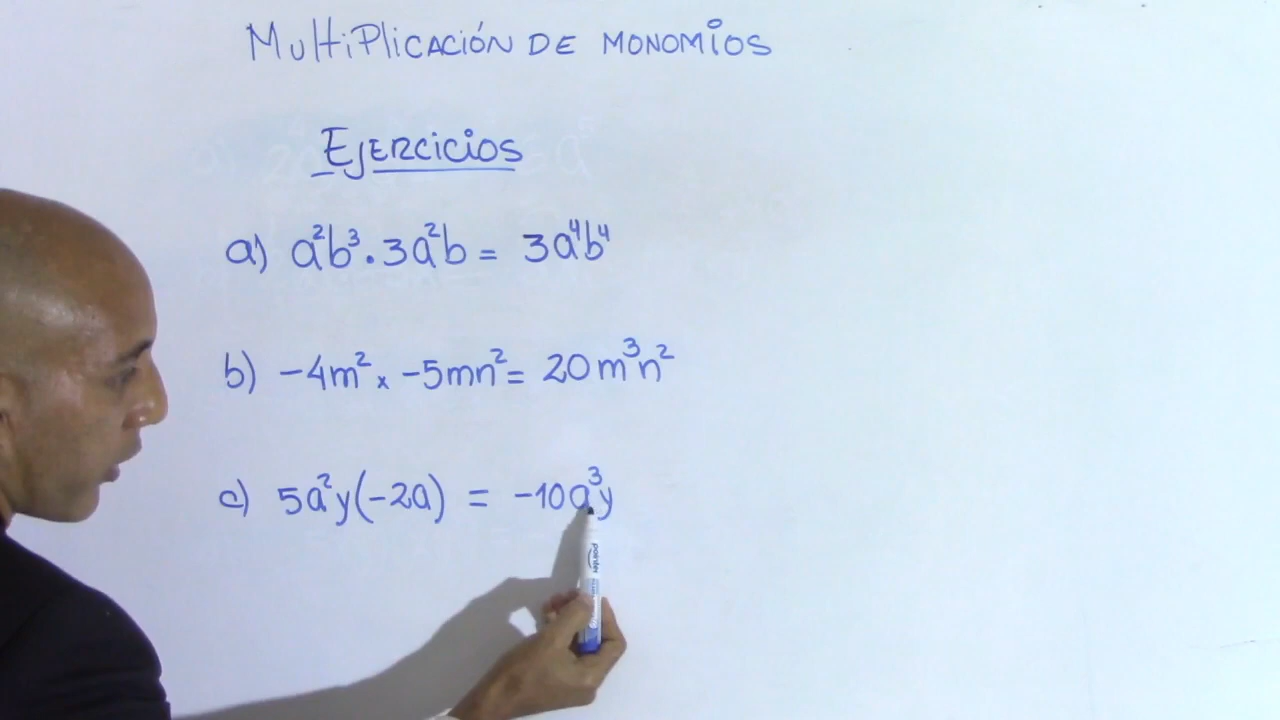 MultiPlicACIÓN DE MONOMIOS
EJERCICIOS
a) a²b³ . 3a²b = 3a⁴b⁴
b) -4m² x -5mn² = 20m³n²
c) 5a²y(-2a) = -10a³y